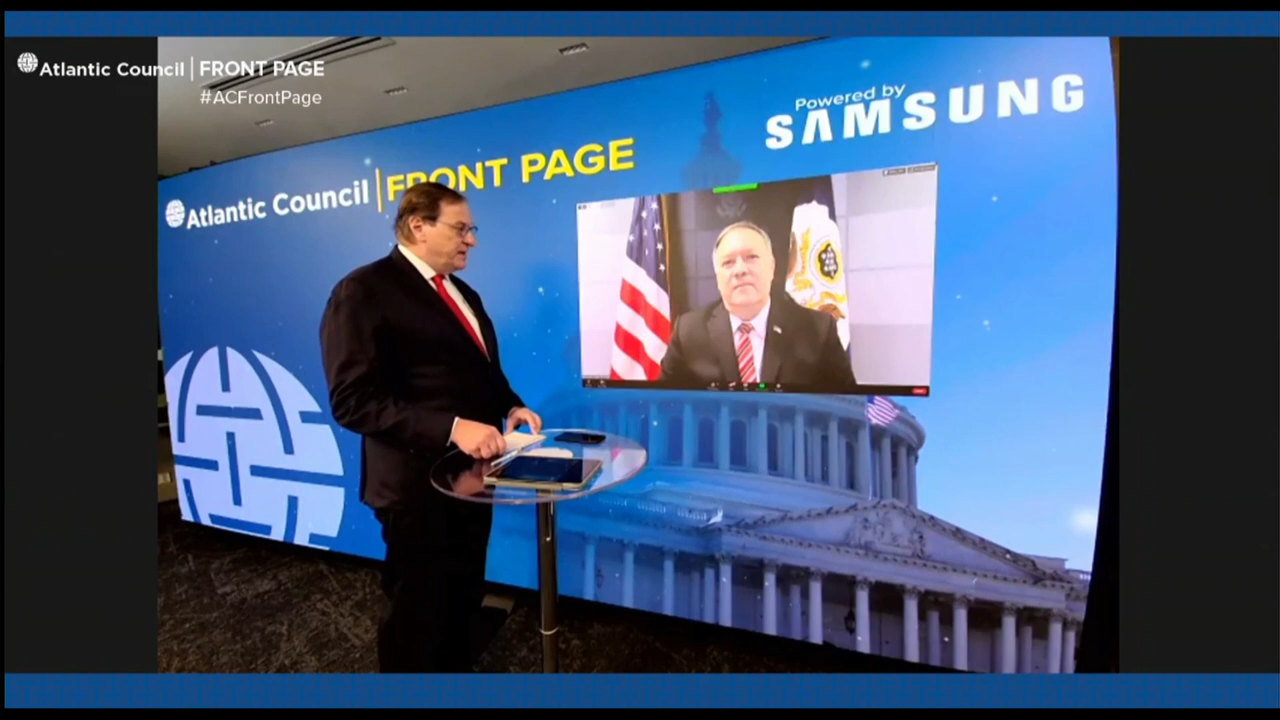 Atlantic Council | FRONT PAGE
#ACFrontPage
Powered by
SAMSUNG
Atlantic Council | FRONT PAGE